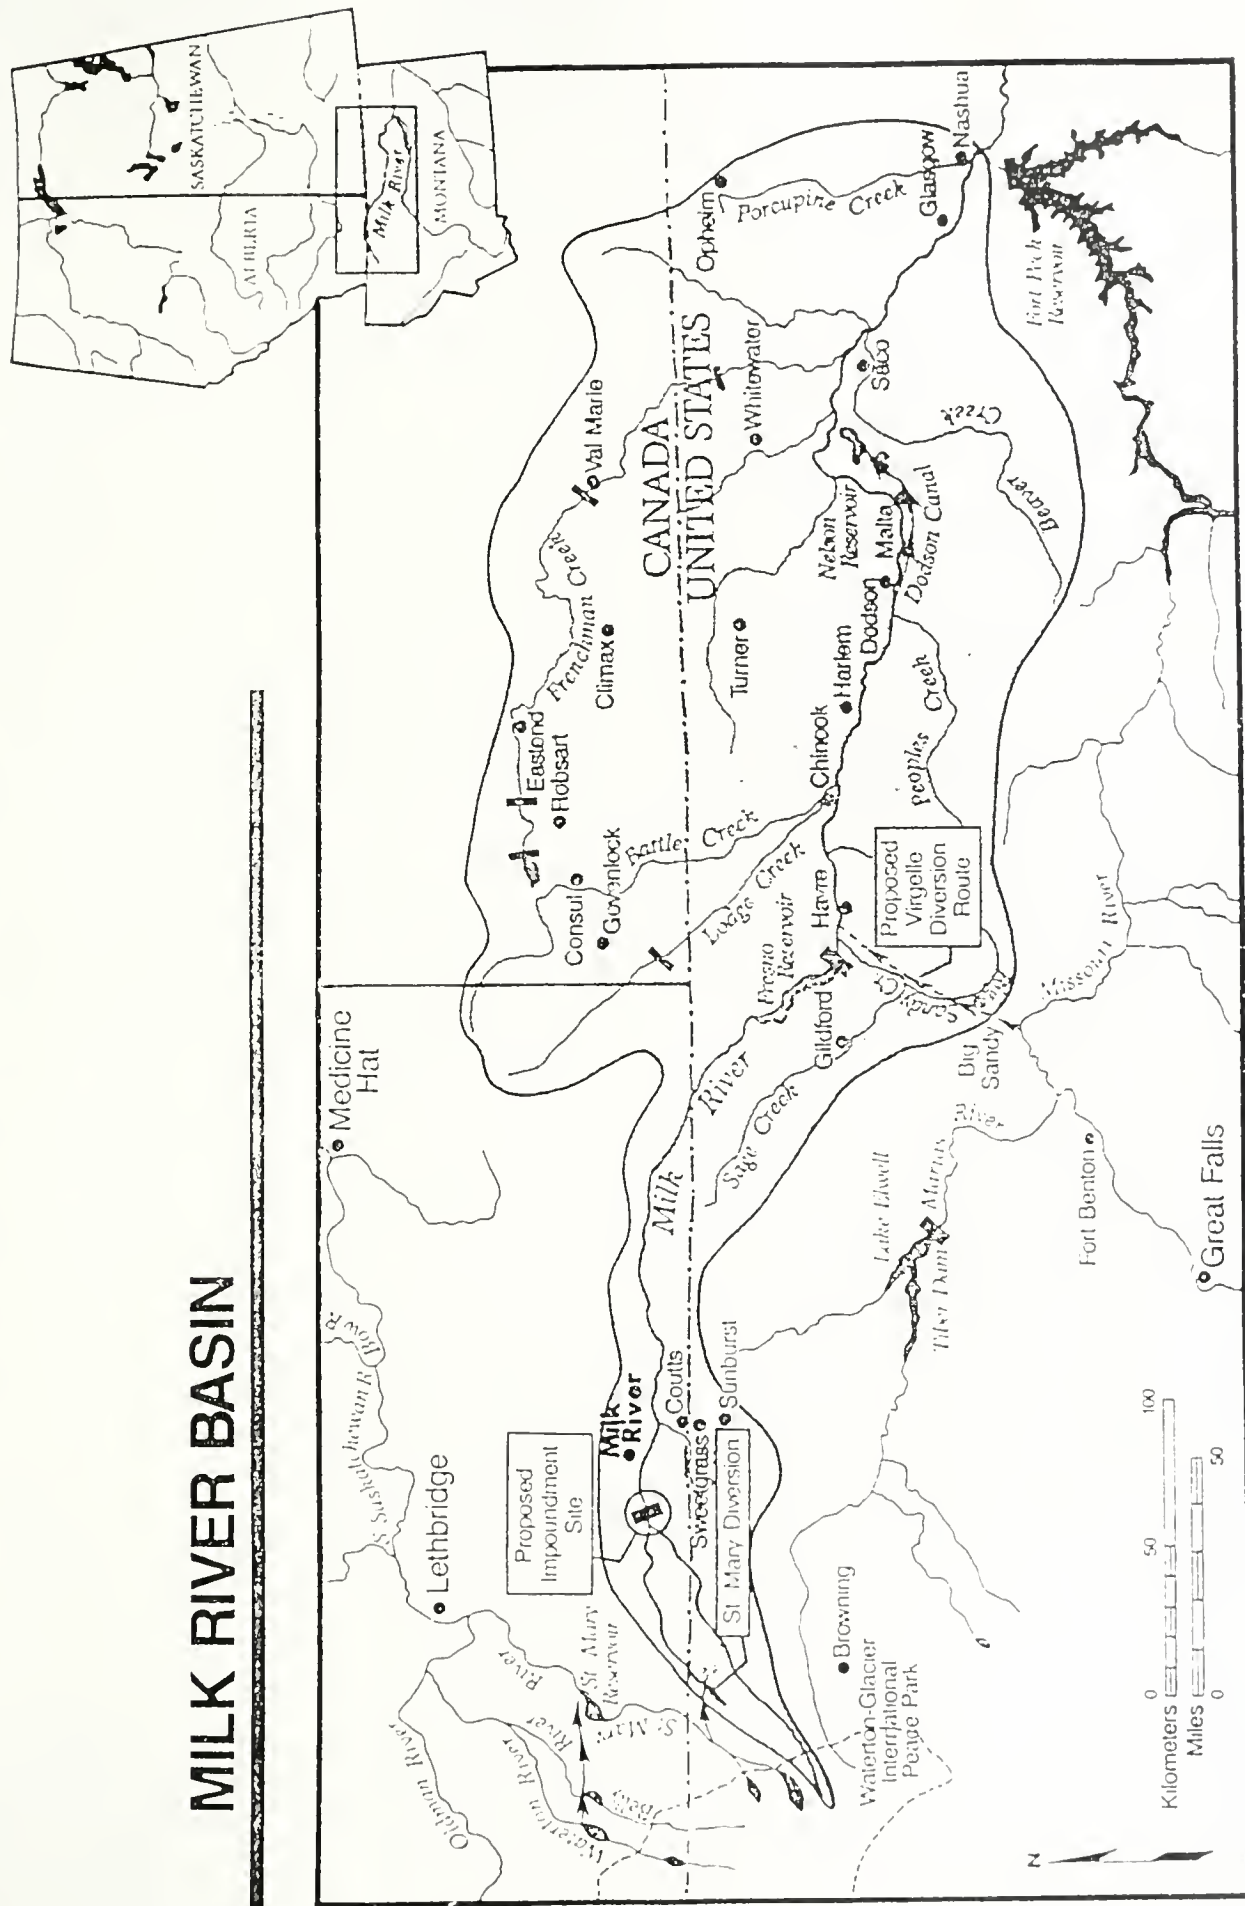 MILK RIVER BASIN
SASKATCHEWAN
ALBERTA
Milk River
MONTANA
Medicine
Hat
Bow R
S Saskatchewan R
Lethbridge
Oldman River
Waterton River
Belly River
St Mary River
St Mary
Reservoir
Proposed
Impoundment
Site
Milk
River
Coutts
Sweetgrass
Sunburst
St Mary Diversion
Milk River
CANADA
UNITED STATES
Consul
Govenlock
Robsart
Eastend
Climax
Val Marie
Frenchman Creek
Battle Creek
Lodge Creek
Sage Creek
Fresno
Reservoir
Gildford
Havre
Chinook
Harlem
Turner
Dodson
Malta
Nelson
Reservoir
Dodson Canal
Whitewater
Saco
Opheim
Porcupine Creek
Glasgow
Nashua
Fort Peck
Reservoir
Beaver Creek
Peoples Creek
Proposed
Virgelle
Diversion
Route
Sandy Cr
Big
Sandy
Missouri River
Marias River
Lake Elwell
Tiber Dam
Fort Benton
Great Falls
Browning
Waterton-Glacier
International
Peace Park
Kilometers 0 50 100
Miles 0 50
N